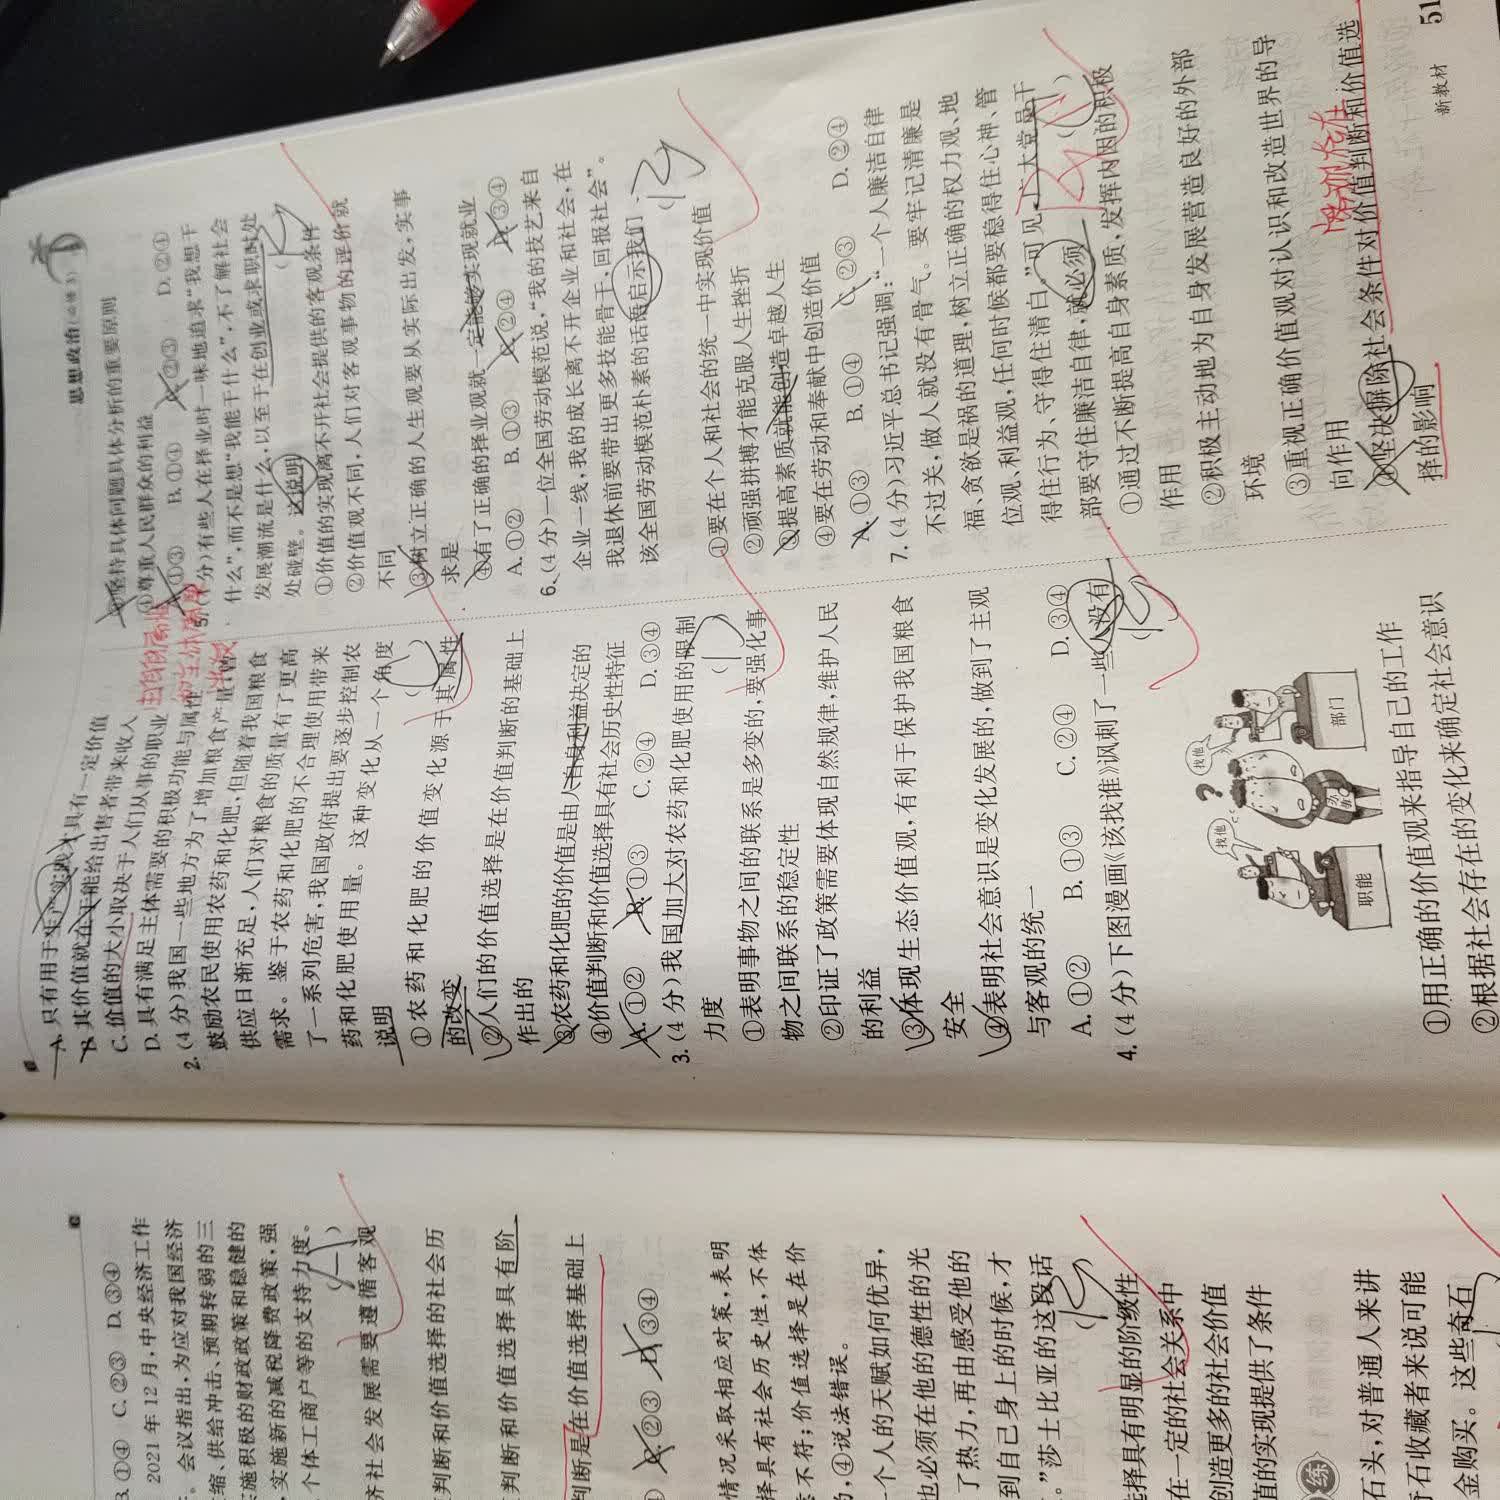 A. 只有用于生产实践才具有一定价值
B. 其价值就在于能给出售者带来收入
C. 价值的大小取决于人们从事的职业
D. 具有满足主体需要的积极功能与属性
2. (4分)我国一些地方为了增加粮食产量,曾
鼓励农民使用农药和化肥,但随着我国粮食
供应日渐充足,人们对粮食的质量有了更高
需求。鉴于农药和化肥的不合理使用带来
了一系列危害,我国政府提出要逐步控制农
药和化肥使用量。这种变化从一个角度
说明
①农药和化肥的价值变化源于其属性
的改变
②人们的价值选择是在价值判断的基础上
作出的
③农药和化肥的价值是由人自身利益决定的
④价值判断和价值选择具有社会历史性特征
A. ①② B. ①③ C. ②④ D. ③④
3. (4分)我国加大对农药和化肥使用的限制
力度
①表明事物之间的联系是多变的,要强化事
物之间联系的稳定性
②印证了政策需要体现自然规律,维护人民
的利益
③体现生态价值观,有利于保护我国粮食
安全
④表明社会意识是变化发展的,做到了主观
与客观的统一
A. ①② B. ①③ C. ②④ D. ③④
4. (4分)下图漫画《该找谁》讽刺了一些人没有
找他
?
找他
职能
部门
办事
①用正确的价值观来指导自己的工作
②根据社会存在的变化来确定社会意识
思想政治(必修3)
③坚持具体问题具体分析的重要原则
④尊重人民群众的利益
A. ①③ B. ①④ C. ②③ D. ②④
5. (4分)有些人在择业时一味地追求“我想干
什么”,而不是想“我能干什么”,不了解社会
发展潮流是什么,以至于在创业或求职时处
处碰壁。这说明
①价值的实现离不开社会提供的客观条件
②价值观不同,人们对客观事物的评价就
不同
③树立正确的人生观要从实际出发,实事
求是
④有了正确的择业观就一定能够实现就业
A. ①② B. ①③ C. ②④ D. ③④
6. (4分)一位全国劳动模范说,“我的技艺来自
企业一线,我的成长离不开企业和社会,在
我退休前要带出更多技能骨干,回报社会”。
该全国劳动模范朴素的话语启示我们
①要在个人和社会的统一中实现价值
②顽强拼搏才能克服人生挫折
③提高素质就能创造卓越人生
④要在劳动和奉献中创造价值
A. ①③ B. ①④ C. ②③ D. ②④
7. (4分)习近平总书记强调:“一个人廉洁自律
不过关,做人就没有骨气。要牢记清廉是
福、贪欲是祸的道理,树立正确的权力观、地
位观、利益观,任何时候都要稳得住心神、管
得住行为、守得住清白。”可见,广大党员干
部要守住廉洁自律,就必须
①通过不断提高自身素质,发挥内因的积极
作用
②积极主动地为自身发展营造良好的外部
环境
③重视正确价值观对认识和改造世界的导
向作用
④坚决摒除社会条件对价值判断和价值选
择的影响
新教材 51
B. ①④ C. ②③ D. ③④
2021年12月,中央经济工作
会议指出,为应对我国经济
缩、供给冲击、预期转弱的三
施积极的财政政策和稳健的
,实施新的减税降费政策,强
个体工商户等的支持力度。
济社会发展需要遵循客观
判断和价值选择的社会历
判断和价值选择具有阶
判断是在价值选择基础上
②③ D. ③④
情况采取相应对策,表明
择具有社会历史性,不体
意不符;价值选择是在价
的,④说法错误。
一个人的天赋如何优异,
也必须在他的德性的光
了热力,再由感受他的
到自己身上的时候,才
。”莎士比亚的这段话
选择具有明显的阶级性
在一定的社会关系中
创造更多的社会价值
值的实现提供了条件
练
石头,对普通人来讲
奇石收藏者来说可能
金购买。这些奇石